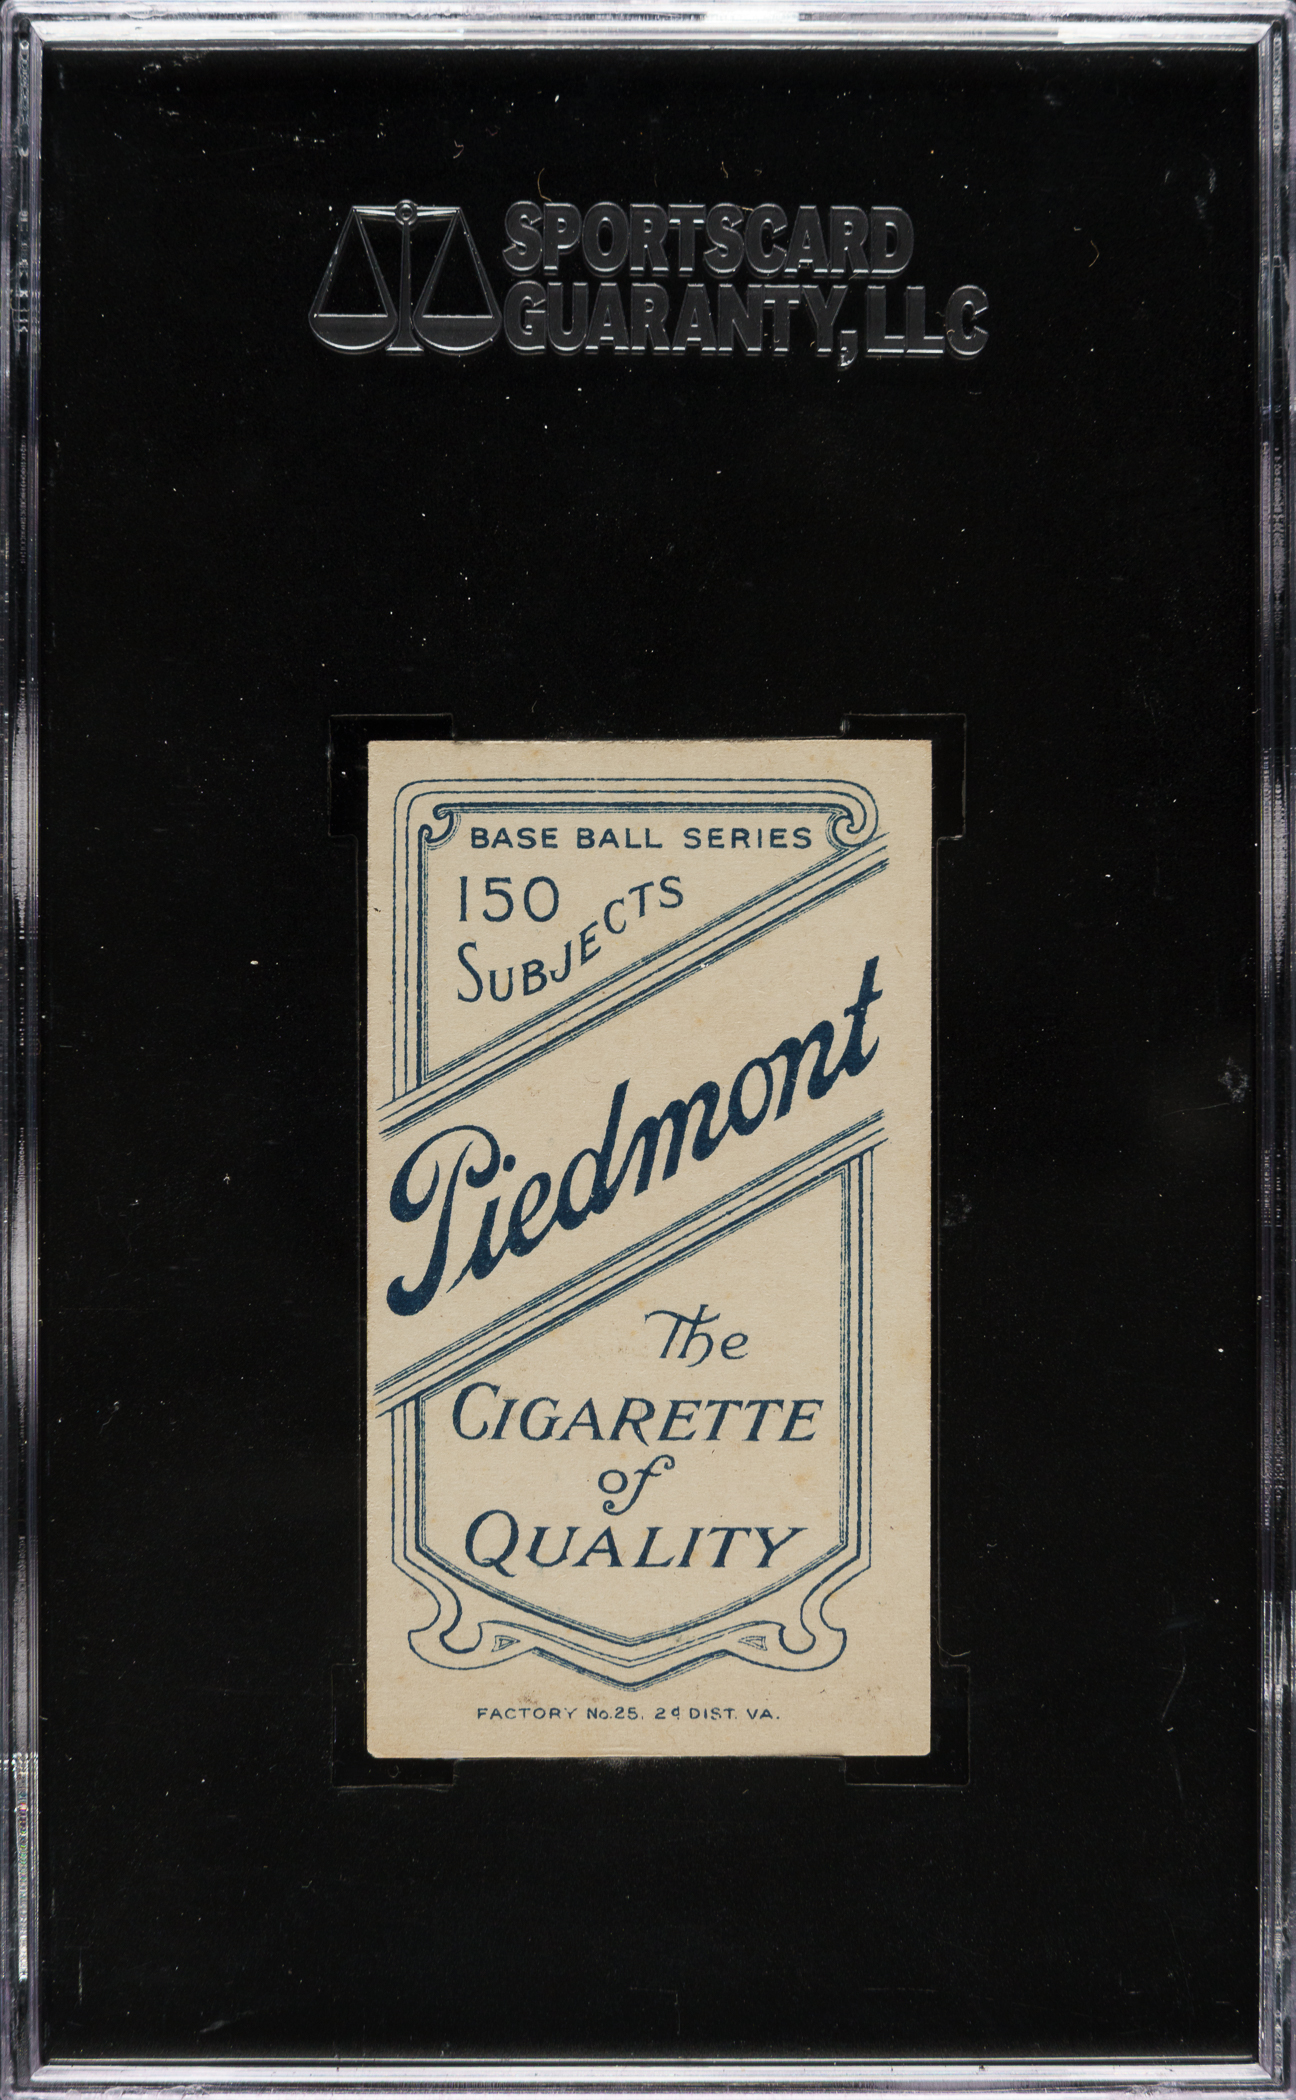 SPORTSCARD
GUARANTY, LLC
BASE BALL SERIES
150
SUBJECTS
Piedmont
The
CIGARETTE
of
QUALITY
FACTORY No. 25, 2d DIST. VA.